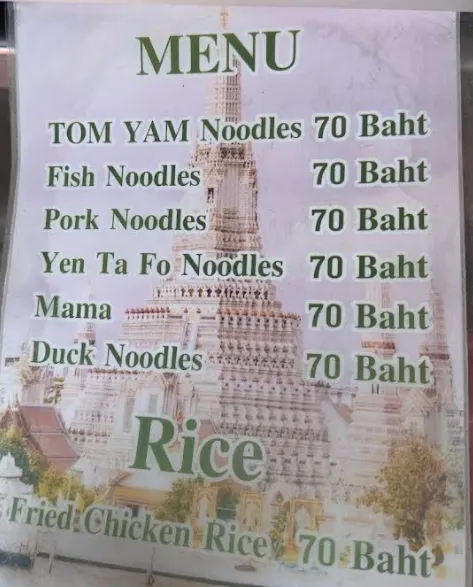 MENU
TOM YAM Noodles 70 Baht
Fish Noodles 70 Baht
Pork Noodles 70 Baht
Yen Ta Fo Noodles 70 Baht
Mama 70 Baht
Duck Noodles 70 Baht
Rice
Fried Chicken Rice 70 Baht